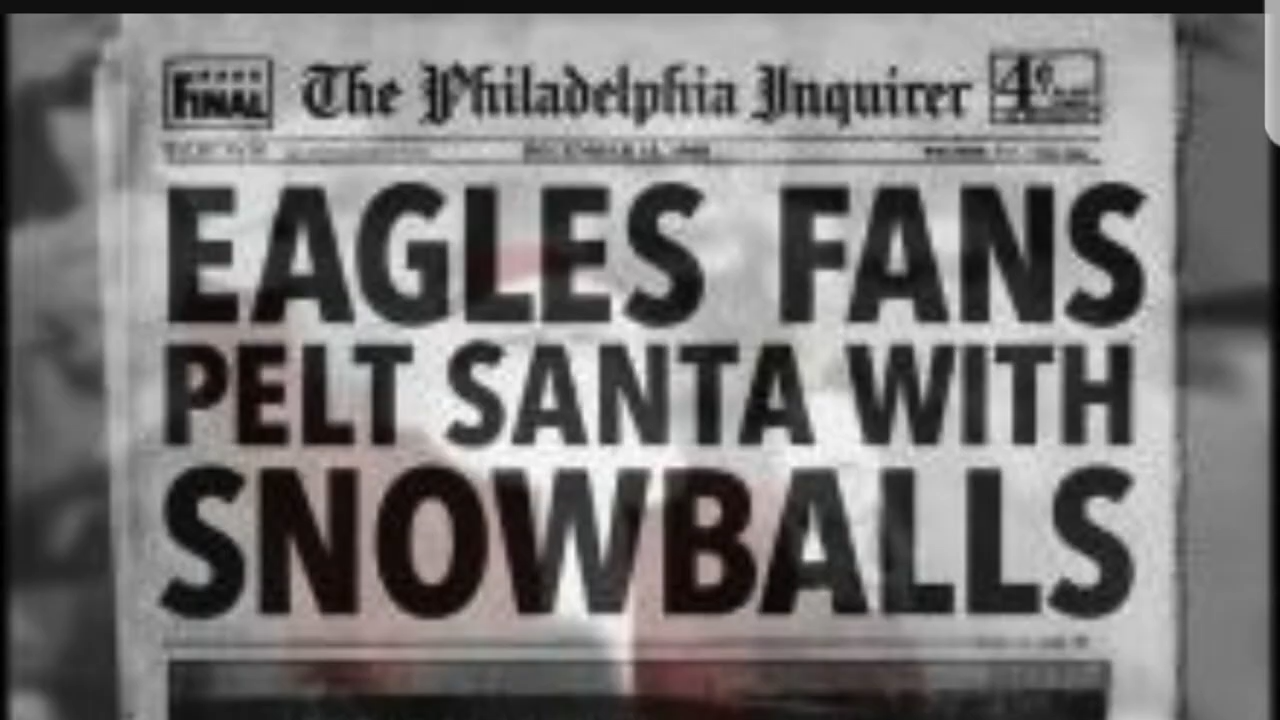 FINAL
The Philadelphia Inquirer
4¢
EAGLES FANS
PELT SANTA WITH
SNOWBALLS